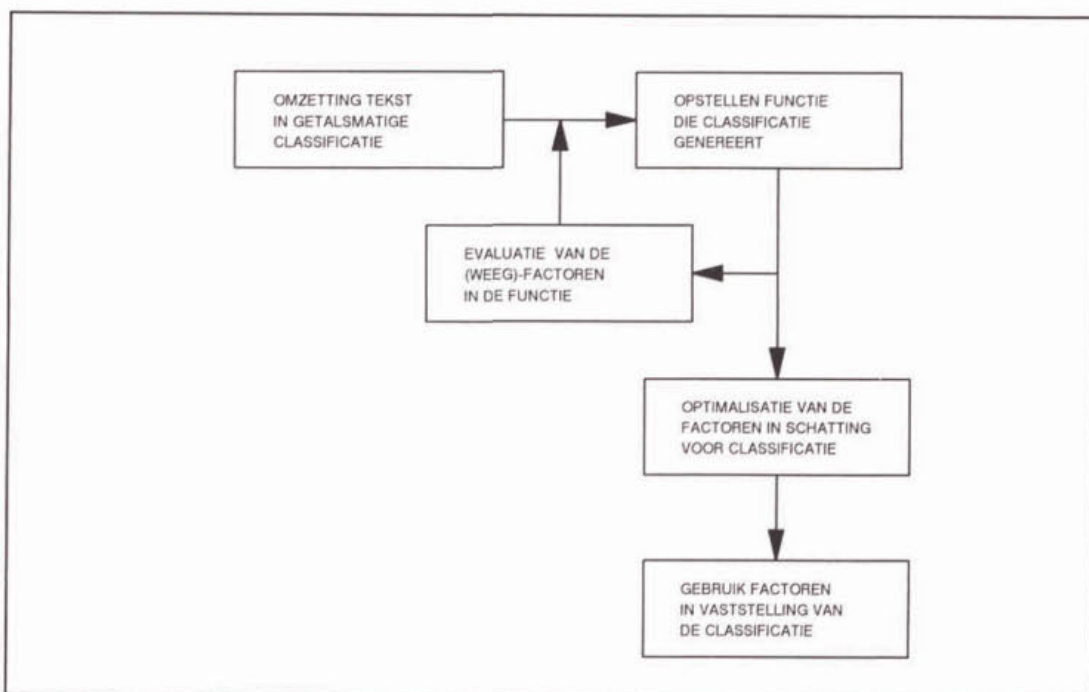 OMZETTING TEKST
IN GETALSMATIGE
CLASSIFICATIE
OPSTELLEN FUNCTIE
DIE CLASSIFICATIE
GENEREERT
EVALUATIE VAN DE
(WEEG)-FACTOREN
IN DE FUNCTIE
OPTIMALISATIE VAN DE
FACTOREN IN SCHATTING
VOOR CLASSIFICATIE
GEBRUIK FACTOREN
IN VASTSTELLING VAN
DE CLASSIFICATIE